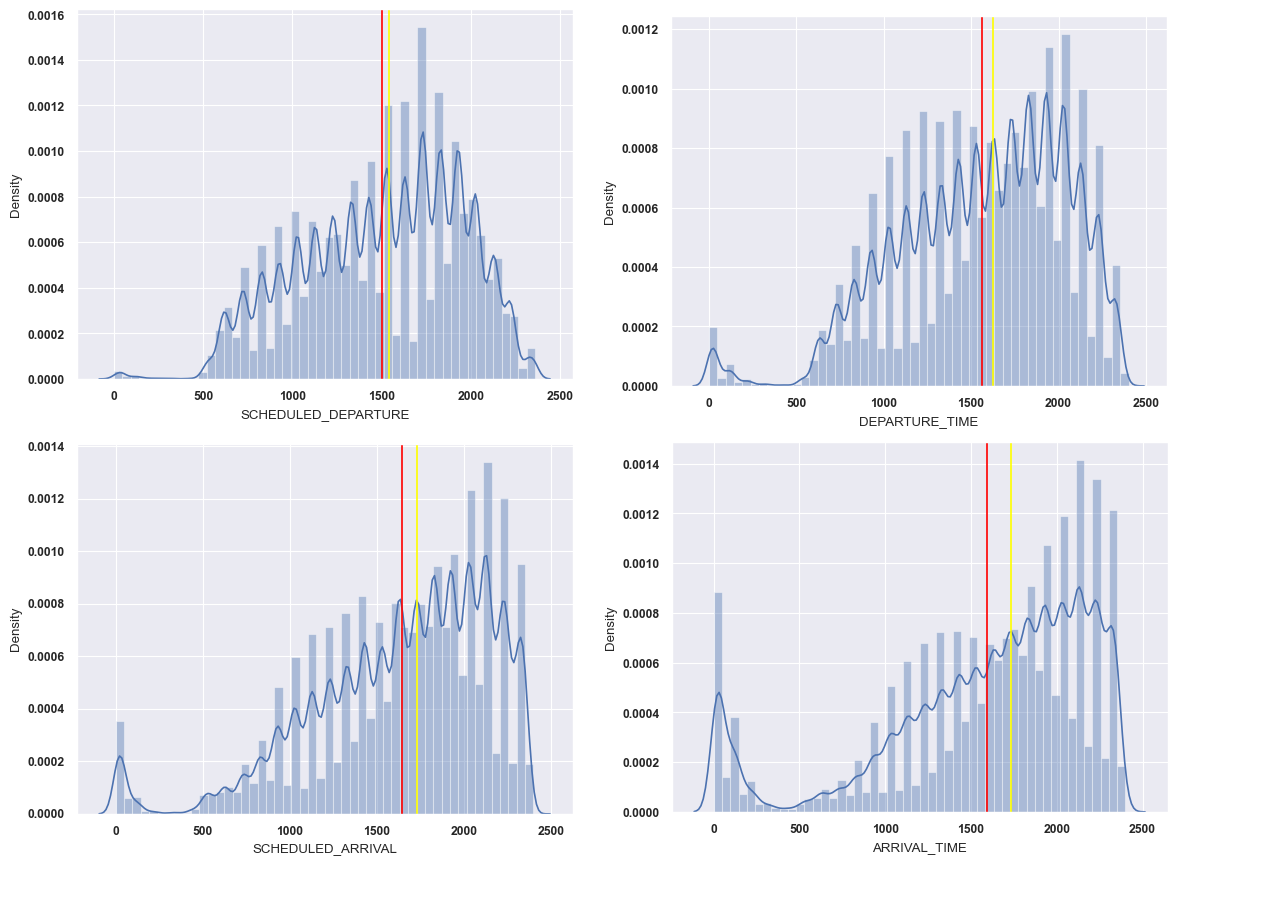 0.0016
0.0014
0.0012
0.0010
0.0008
0.0006
0.0004
0.0002
0.0000
Density
0 500 1000 1500 2000 2500
SCHEDULED_DEPARTURE
0.0012
0.0010
0.0008
0.0006
0.0004
0.0002
0.0000
Density
0 500 1000 1500 2000 2500
DEPARTURE_TIME
0.0014
0.0012
0.0010
0.0008
0.0006
0.0004
0.0002
0.0000
Density
0 500 1000 1500 2000 2500
SCHEDULED_ARRIVAL
0.0014
0.0012
0.0010
0.0008
0.0006
0.0004
0.0002
0.0000
Density
0 500 1000 1500 2000 2500
ARRIVAL_TIME